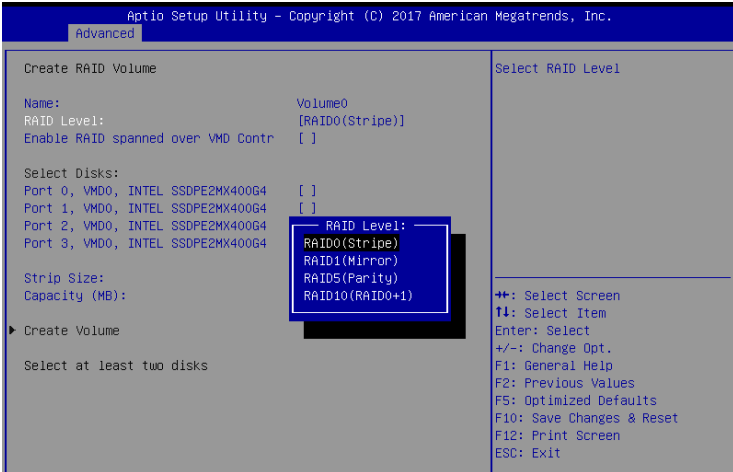 Aptio Setup Utility – Copyright (C) 2017 American Megatrends, Inc.
Advanced
Create RAID Volume
Name: Volume0
RAID Level: [RAID0(Stripe)]
Enable RAID spanned over VMD Contr [ ]
Select Disks:
Port 0, VMD0, INTEL SSDPE2MX400G4 [ ]
Port 1, VMD0, INTEL SSDPE2MX400G4 [ ]
Port 2, VMD0, INTEL SSDPE2MX400G4
Port 3, VMD0, INTEL SSDPE2MX400G4
Strip Size:
Capacity (MB):
Create Volume
Select at least two disks
RAID Level:
RAID0(Stripe)
RAID1(Mirror)
RAID5(Parity)
RAID10(RAID0+1)
Select RAID Level
→←: Select Screen
↑↓: Select Item
Enter: Select
+/-: Change Opt.
F1: General Help
F2: Previous Values
F5: Optimized Defaults
F10: Save Changes & Reset
F12: Print Screen
ESC: Exit